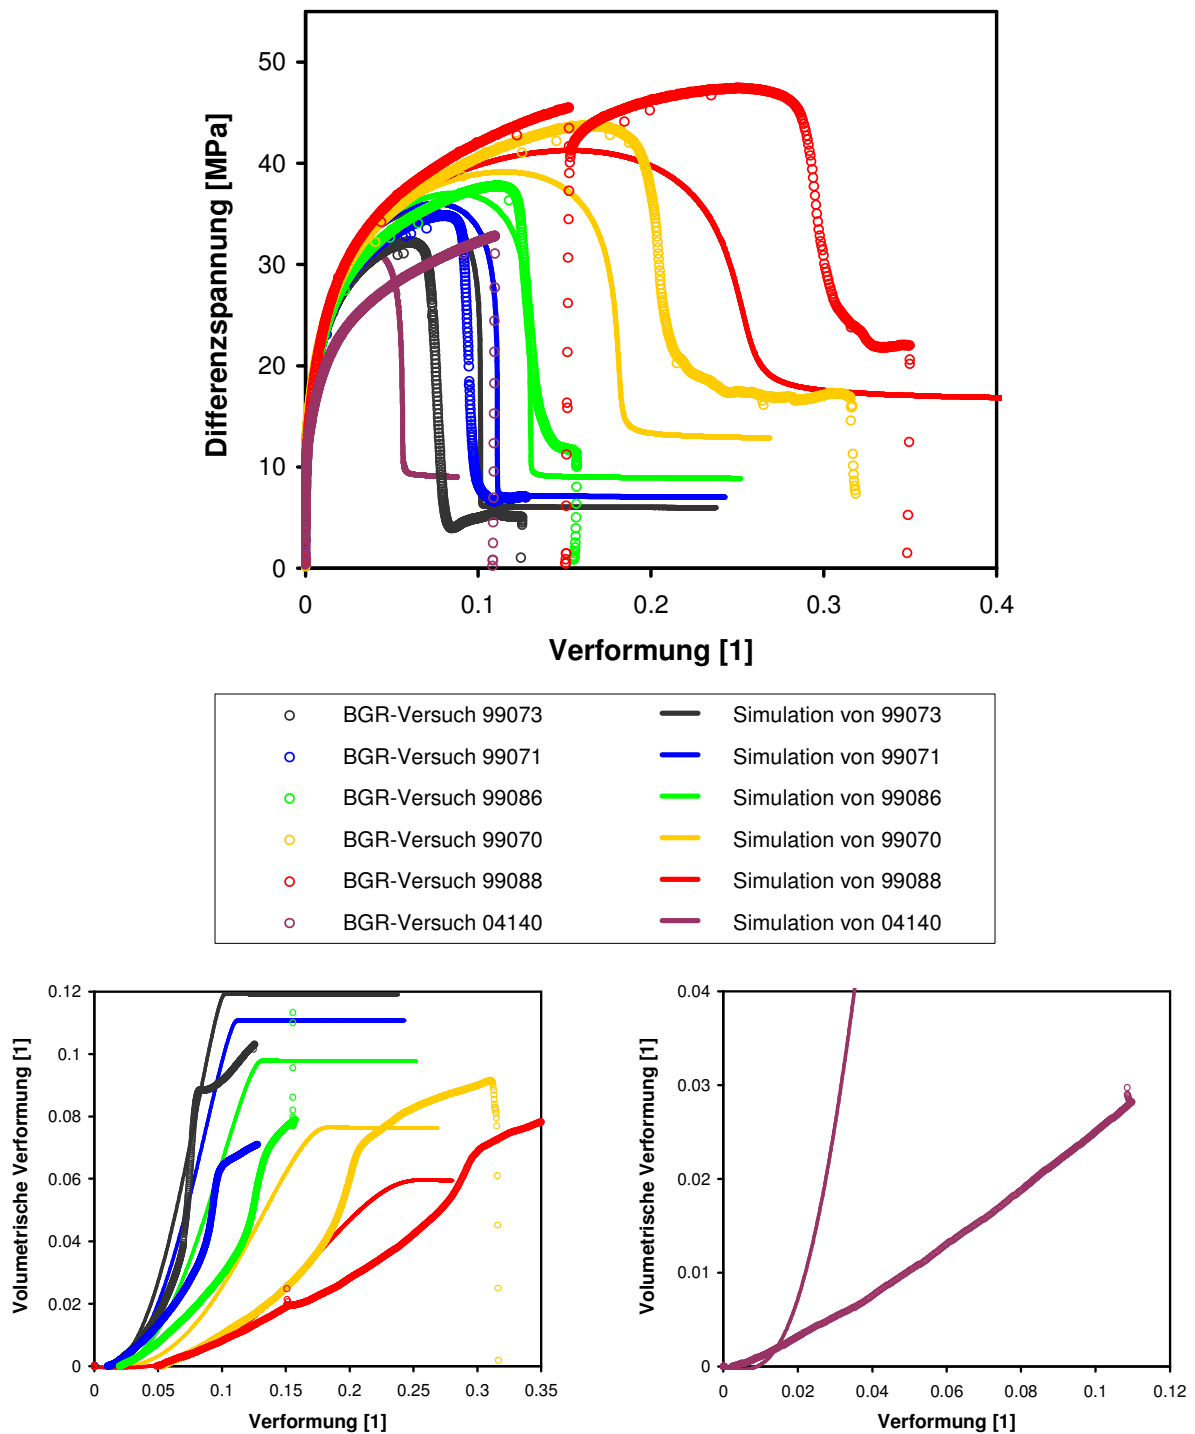 50
40
30
20
10
0
Differenzspannung [MPa]
0 0.1 0.2 0.3 0.4
Verformung [1]
BGR-Versuch 99073 Simulation von 99073
BGR-Versuch 99071 Simulation von 99071
BGR-Versuch 99086 Simulation von 99086
BGR-Versuch 99070 Simulation von 99070
BGR-Versuch 99088 Simulation von 99088
BGR-Versuch 04140 Simulation von 04140
0.12
0.1
0.08
0.06
0.04
0.02
0
Volumetrische Verformung [1]
0 0.05 0.1 0.15 0.2 0.25 0.3 0.35
Verformung [1]
0.04
0.03
0.02
0.01
0
Volumetrische Verformung [1]
0 0.02 0.04 0.06 0.08 0.1 0.12
Verformung [1]